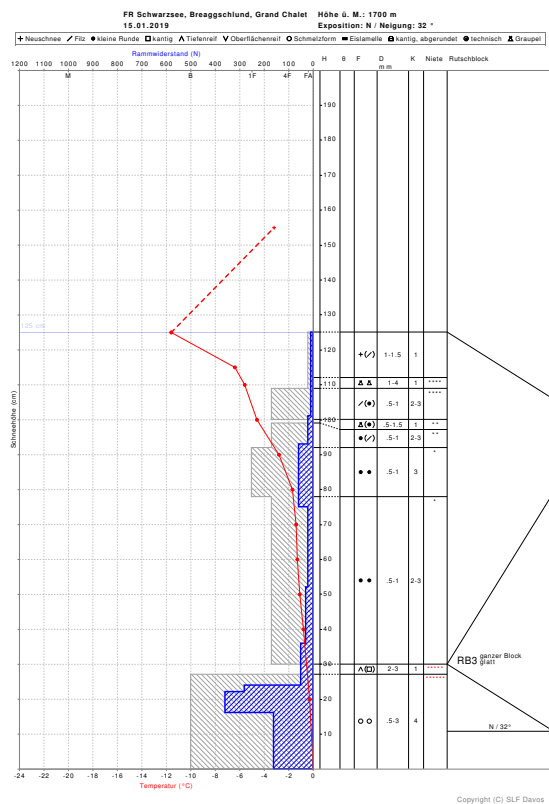 FR Schwarzsee, Breaggschlund, Grand Chalet Höhe ü. M.: 1700 m
15.01.2019 Exposition: N / Neigung: 32 °
Neuschnee Filz kleine Runde kantig Tiefenreif Oberflächenreif Schmelzform Eislamelle kantig, abgerundet technisch Graupel
Rammwiderstand (N)
1200 1100 1000 900 800 700 600 500 400 300 200 100 0 H θ F D K Niete Rutschblock
mm
M B 1F 4F FA
190
180
170
160
150
140
130
125 cm
120 1-1.5 1
110 1-4 1
.5-1 2-3
100 .5-1.5 1
.5-1 2-3
90
80 .5-1 3
70
60
.5-1 2-3
50
40
30 RB3 ganzer Block
glatt
2-3 1
20
.5-3 4
N / 32°
10
Schneehöhe (cm)
-24 -22 -20 -18 -16 -14 -12 -10 -8 -6 -4 -2 0
Temperatur (°C)
Copyright (C) SLF Davos